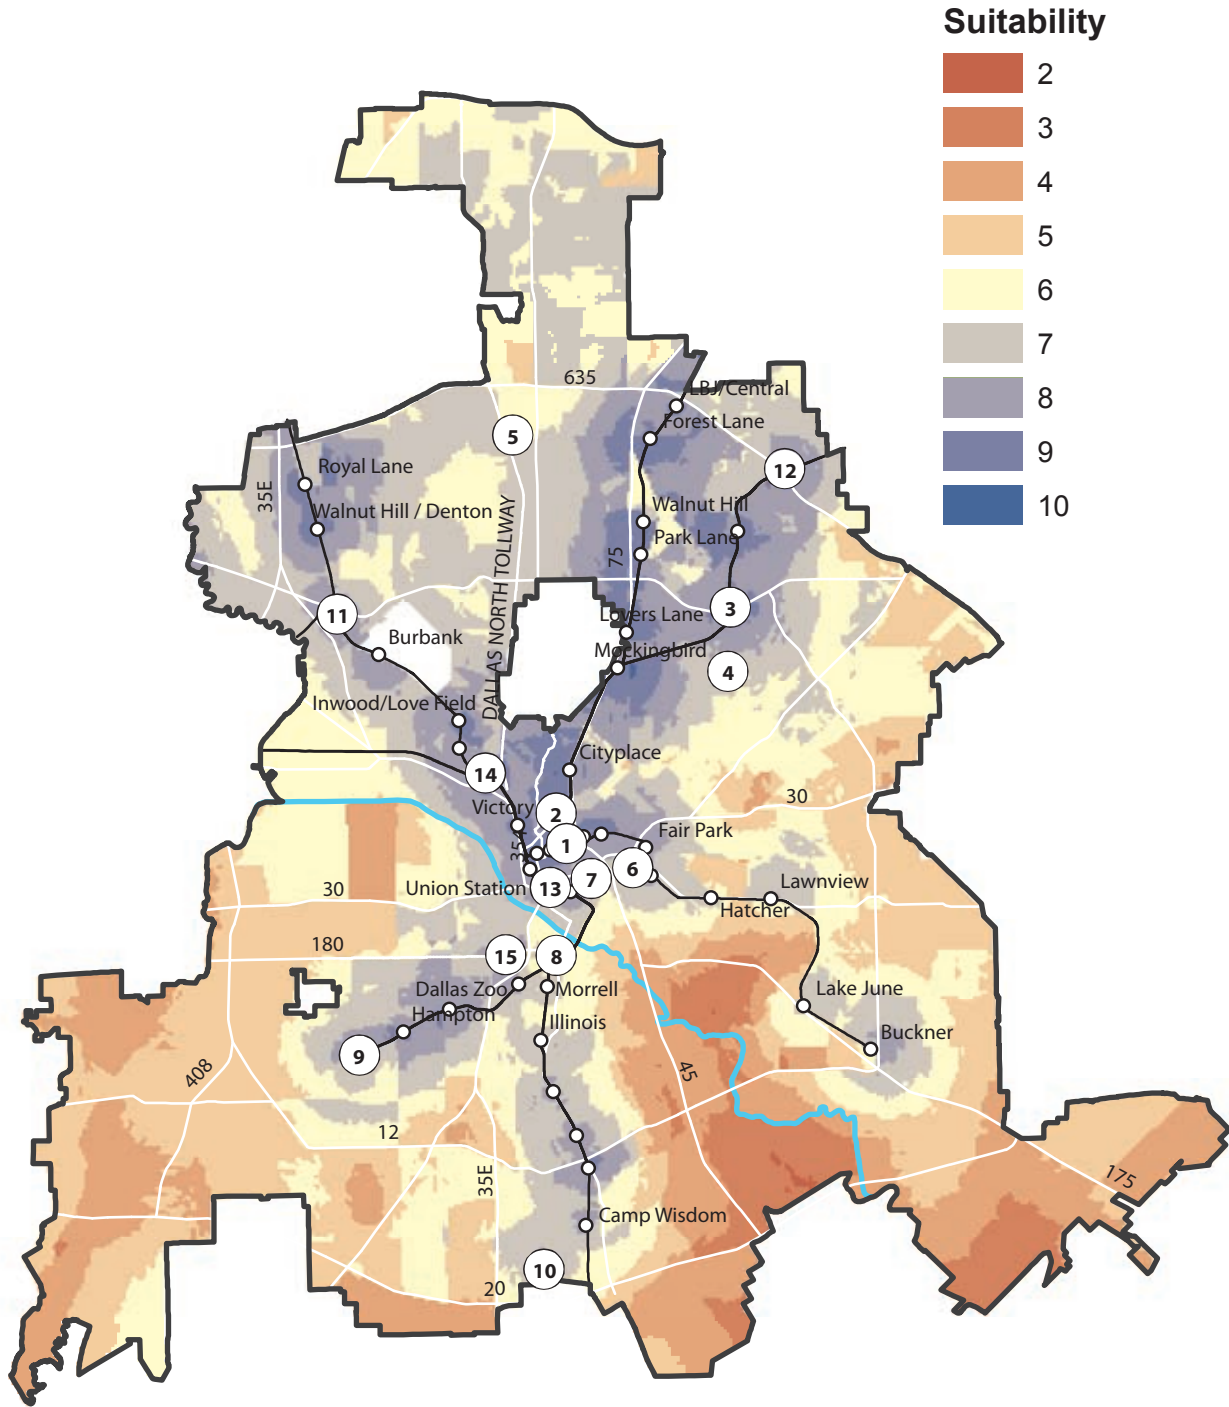 Suitability
2
3
4
5
6
7
8
9
10
635
LBJ/Central
Forest Lane
5
12
Royal Lane
35E
Walnut Hill / Denton
Walnut Hill
Park Lane
75
DALLAS NORTH TOLLWAY
11
3
Lovers Lane
Burbank
Mockingbird
4
Inwood/Love Field
Cityplace
14
30
Victory
2
Fair Park
1
6
7
13
Union Station
Lawnview
30
Hatcher
180
15
8
Dallas Zoo
Morrell
Lake June
Hampton
Illinois
Buckner
9
408
45
12
35E
175
Camp Wisdom
10
20